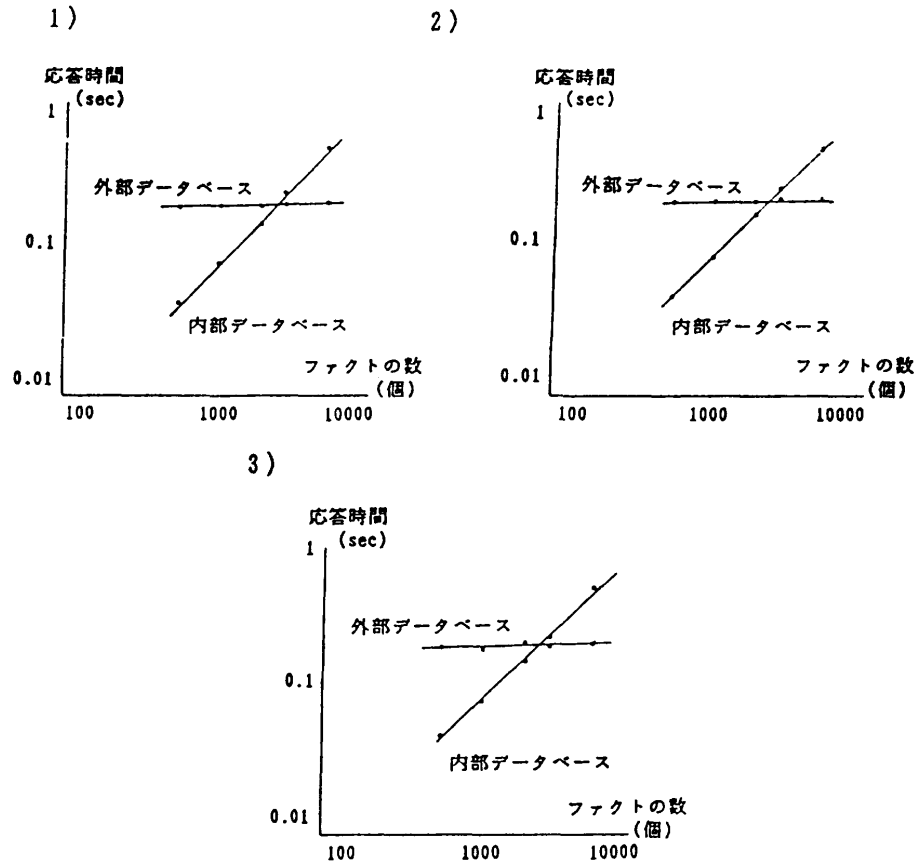 1)
応答時間
(sec)
1
外部データベース
0.1
内部データベース
ファクトの数
(個)
0.01
100 1000 10000
2)
応答時間
(sec)
1
外部データベース
0.1
内部データベース
ファクトの数
(個)
0.01
100 1000 10000
3)
応答時間
(sec)
1
外部データベース
0.1
内部データベース
ファクトの数
(個)
0.01
100 1000 10000